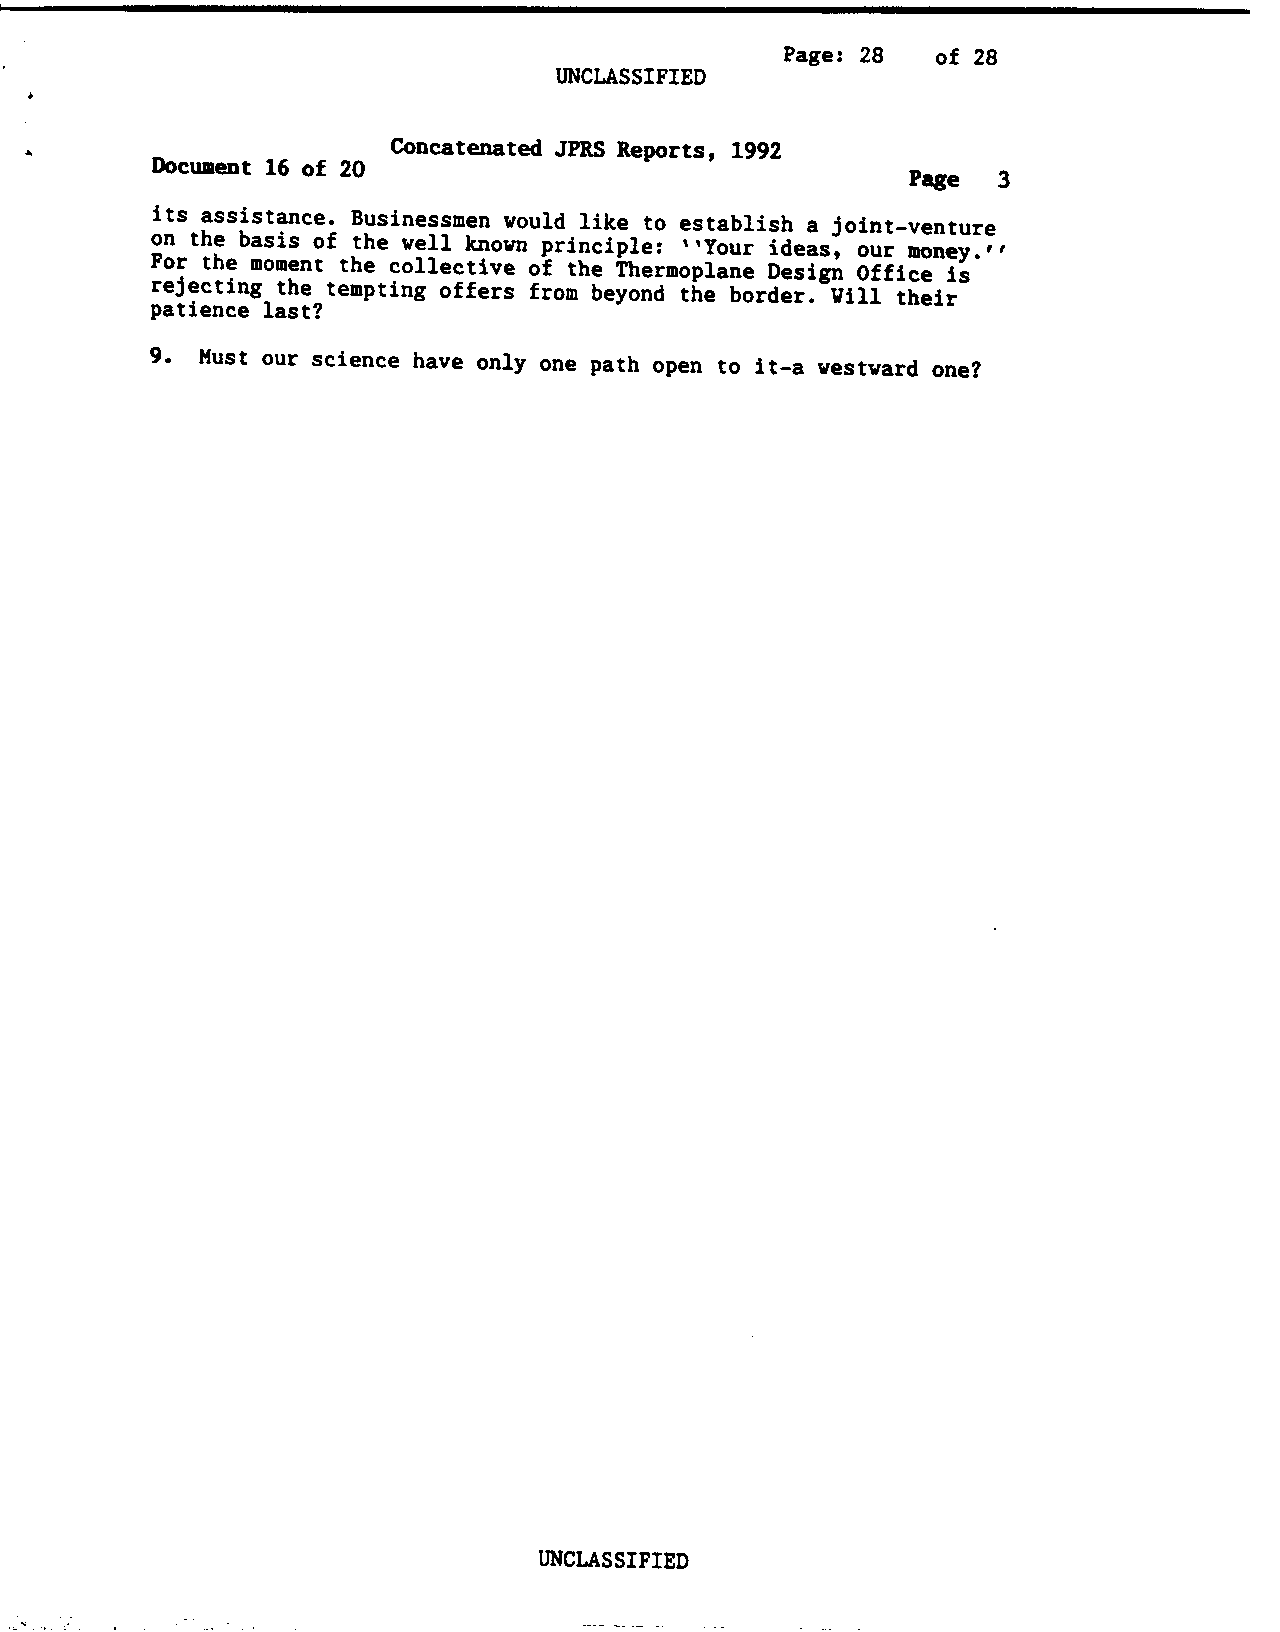 Page: 28 of 28
UNCLASSIFIED
Concatenated JPRS Reports, 1992
Document 16 of 20
Page 3
its assistance. Businessmen would like to establish a joint-venture
on the basis of the well known principle: ``Your ideas, our money.''
For the moment the collective of the Thermoplane Design Office is
rejecting the tempting offers from beyond the border. Will their
patience last?
9. Must our science have only one path open to it-a westward one?
UNCLASSIFIED